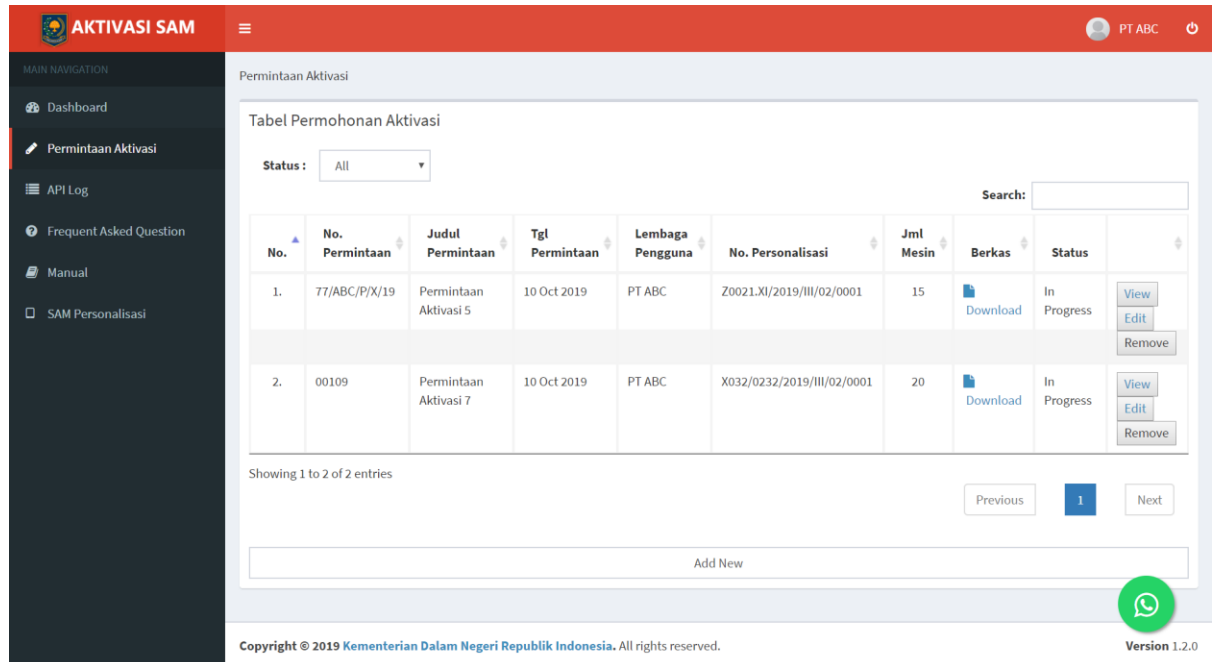 AKTIVASI SAM
PT ABC
MAIN NAVIGATION
Dashboard
Permintaan Aktivasi
API Log
Frequent Asked Question
Manual
SAM Personalisasi
Permintaan Aktivasi
Tabel Permohonan Aktivasi
Status : All
Search:
No. No. Permintaan Judul Permintaan Tgl Permintaan Lembaga Pengguna No. Personalisasi Jml Mesin Berkas Status
1. 77/ABC/P/X/19 Permintaan Aktivasi 5 10 Oct 2019 PT ABC Z0021.XI/2019/III/02/0001 15 Download In Progress View Edit Remove
2. 00109 Permintaan Aktivasi 7 10 Oct 2019 PT ABC X032/0232/2019/III/02/0001 20 Download In Progress View Edit Remove
Showing 1 to 2 of 2 entries
Previous 1 Next
Add New
Copyright © 2019 Kementerian Dalam Negeri Republik Indonesia. All rights reserved.
Version 1.2.0